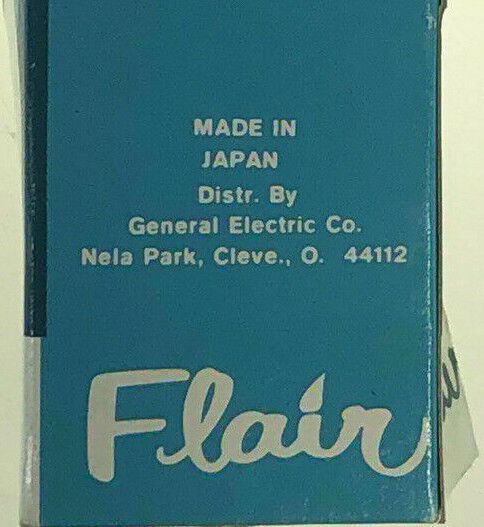 MADE IN
JAPAN
Distr. By
General Electric Co.
Nela Park, Cleve., O. 44112
Flair